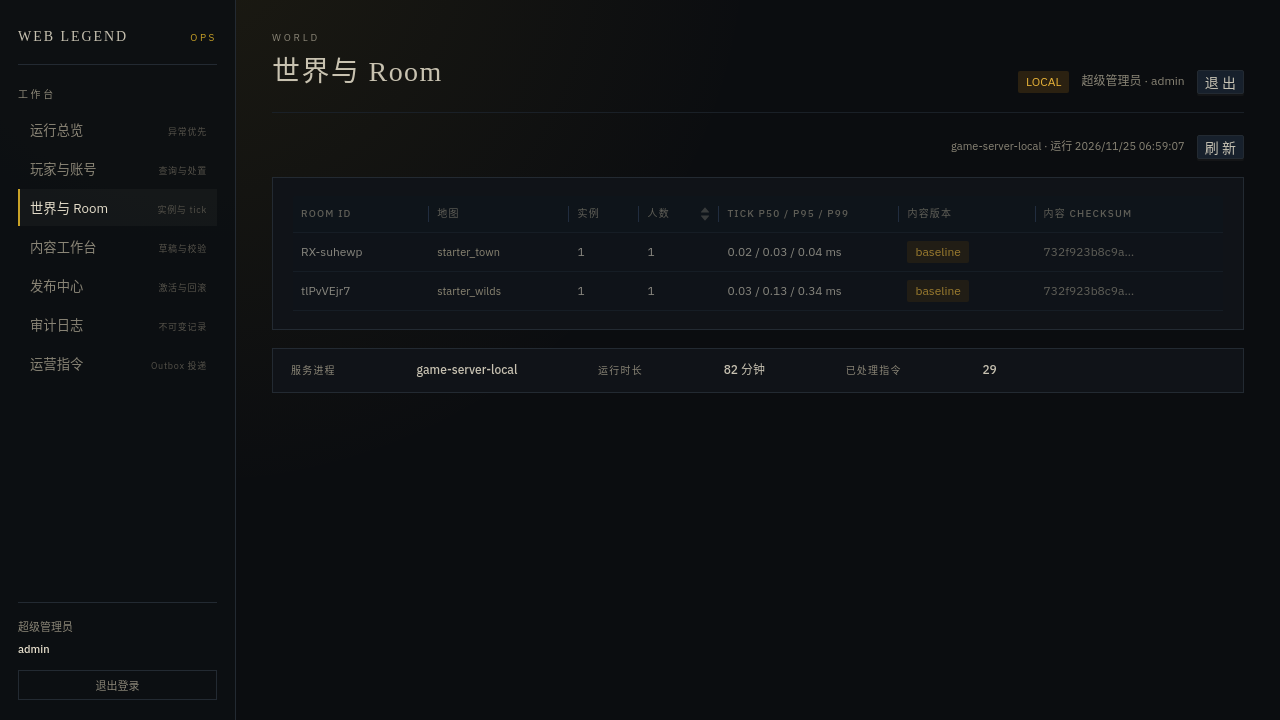 WEB LEGEND OPS
工作台
运行总览 异常优先
玩家与账号 查询与处置
世界与 Room 实例与 tick
内容工作台 草稿与校验
发布中心 激活与回滚
审计日志 不可变记录
运营指令 Outbox 投递
超级管理员
admin
退出登录
WORLD
世界与 Room
LOCAL 超级管理员 · admin 退 出
game-server-local · 运行 2026/11/25 06:59:07 刷 新
ROOM ID 地图 实例 人数 TICK P50 / P95 / P99 内容版本 内容 CHECKSUM
RX-suhewp starter_town 1 1 0.02 / 0.03 / 0.04 ms baseline 732f923b8c9a…
tlPvVEjr7 starter_wilds 1 1 0.03 / 0.13 / 0.34 ms baseline 732f923b8c9a…
服务进程 game-server-local 运行时长 82 分钟 已处理指令 29